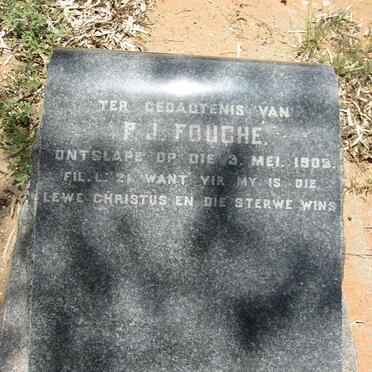 TER GEDAGTENIS VAN
P. J. FOUCHE.
ONTSLAPE OP DIE 3. MEI. 1903.
FIL. 1. 21 WANT VIR MY IS DIE
LEWE CHRISTUS EN DIE STERWE WINS